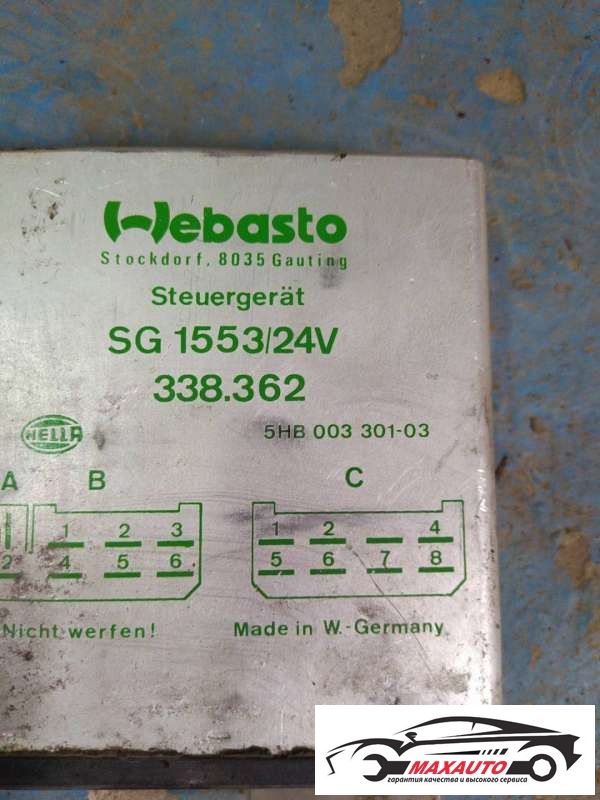 Webasto
Stockdorf, 8035 Gauting
Steuergerät
SG 1553/24V
338.362
HELLA
5HB 003 301-03
A B C
1 2 3 1 2 4
2 4 5 6 5 6 7 8
Nicht werfen! Made in W.-Germany
MAXAUTO
гарантия качества и высокого сервиса